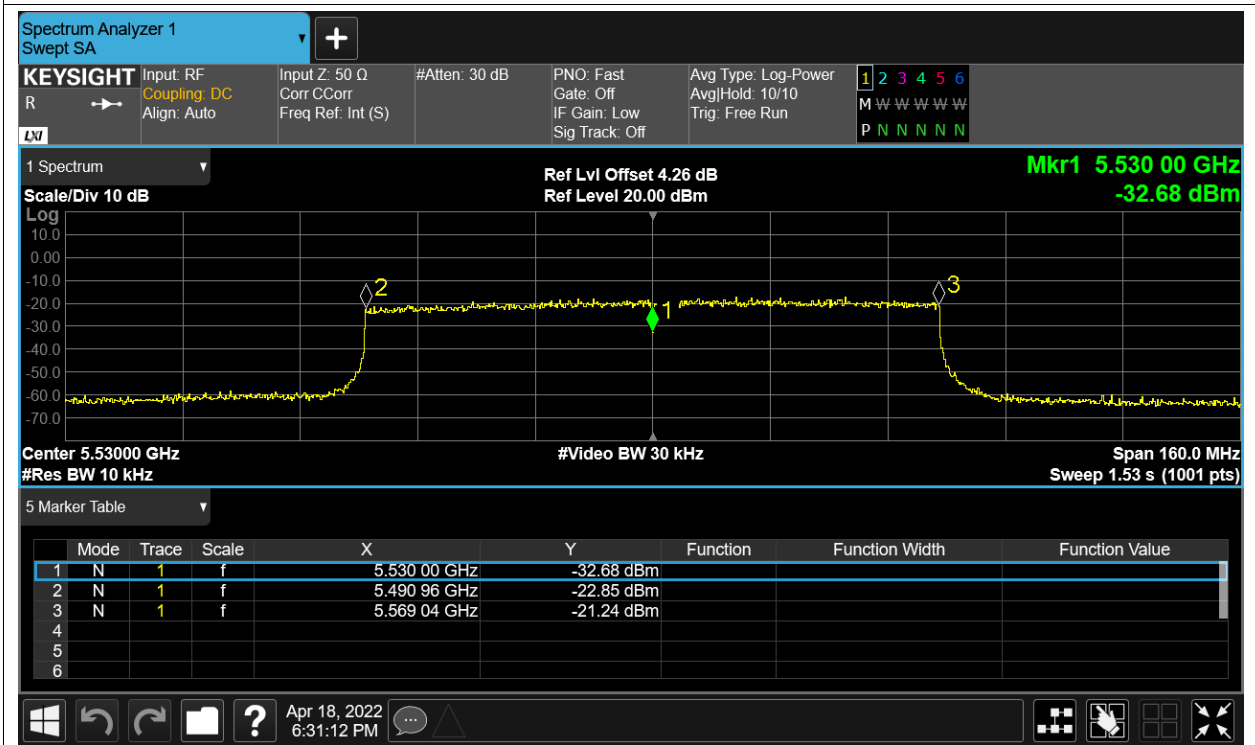 Spectrum Analyzer 1
Swept SA
KEYSIGHT Input: RF Input Z: 50 Ω #Atten: 30 dB PNO: Fast Avg Type: Log-Power 1 2 3 4 5 6
R Coupling: DC Corr CCorr Gate: Off Avg|Hold: 10/10 M W W W W W
Align: Auto Freq Ref: Int (S) IF Gain: Low Trig: Free Run
LXI Sig Track: Off P N N N N N
1 Spectrum Ref Lvl Offset 4.26 dB Mkr1 5.530 00 GHz
Scale/Div 10 dB Ref Level 20.00 dBm -32.68 dBm
Log
10.0
0.00
-10.0
-20.0
-30.0
-40.0
-50.0
-60.0
-70.0
2
1
3
Center 5.53000 GHz #Video BW 30 kHz Span 160.0 MHz
#Res BW 10 kHz Sweep 1.53 s (1001 pts)
5 Marker Table
Mode Trace Scale X Y Function Function Width Function Value
1 N 1 f 5.530 00 GHz -32.68 dBm
2 N 1 f 5.490 96 GHz -22.85 dBm
3 N 1 f 5.569 04 GHz -21.24 dBm
4
5
6
? Apr 18, 2022
6:31:12 PM